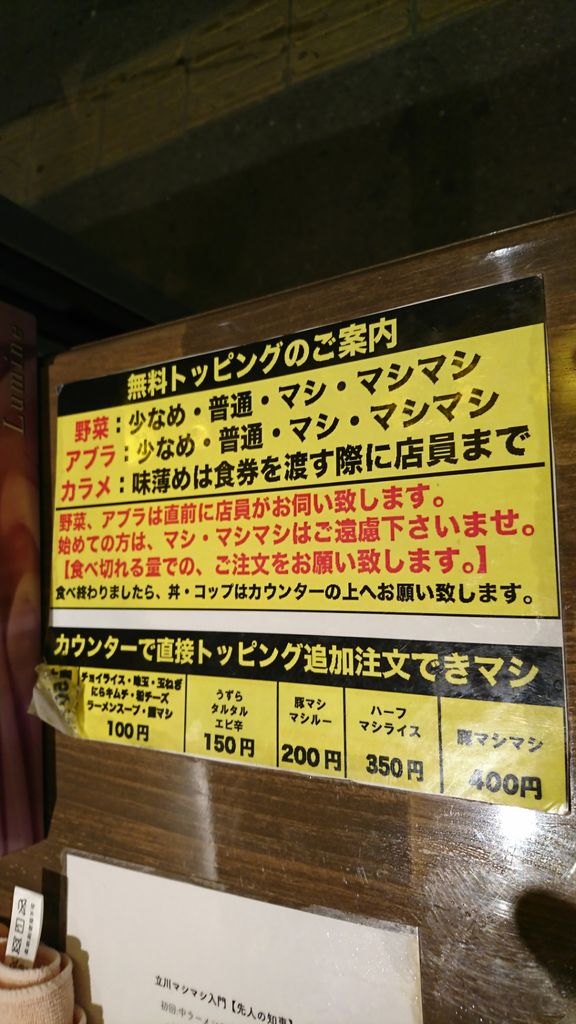 Lumine
無料トッピングのご案内
野菜：少なめ・普通・マシ・マシマシ
アブラ：少なめ・普通・マシ・マシマシ
カラメ：味薄めは食券を渡す際に店員まで
野菜、アブラは直前に店員がお伺い致します。
始めての方は、マシ・マシマシはご遠慮下さいませ。
【食べ切れる量での、ご注文をお願い致します。】
食べ終わりましたら、丼・コップはカウンターの上へお願い致します。
カウンターで直接トッピング追加注文できマシ
チョイライス・味玉・玉ねぎ
にらキムチ・粉チーズ
ラーメンスープ・麺マシ
100円
うずら
タルタル
エビ辛
150円
豚マシ
マシルー
200円
ハーフ
マシライス
350円
豚マシマシ
400円
立川マシマシ入門【先人の知恵】
初回:中ラーメ